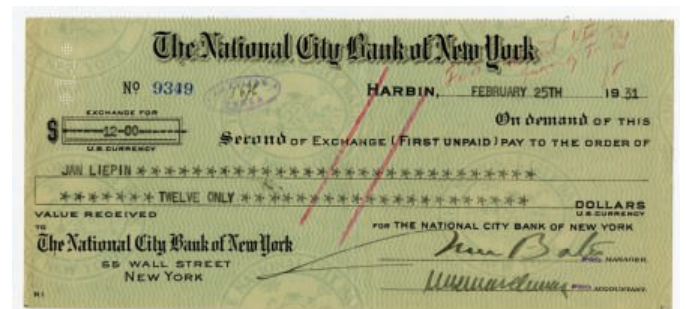 The National City Bank of New York
Nº 9349
HARBIN, FEBRUARY 25TH 1931
EXCHANGE FOR
$ 12-00
U.S. CURRENCY
On demand OF THIS
Second OF EXCHANGE (FIRST UNPAID) PAY TO THE ORDER OF
JAN LIEPIN ******************************
******* TWELVE ONLY ********************** DOLLARS
U.S. CURRENCY
VALUE RECEIVED
FOR THE NATIONAL CITY BANK OF NEW YORK
TO
The National City Bank of New York
55 WALL STREET
NEW YORK
PRO MANAGER
PRO ACCOUNTANT